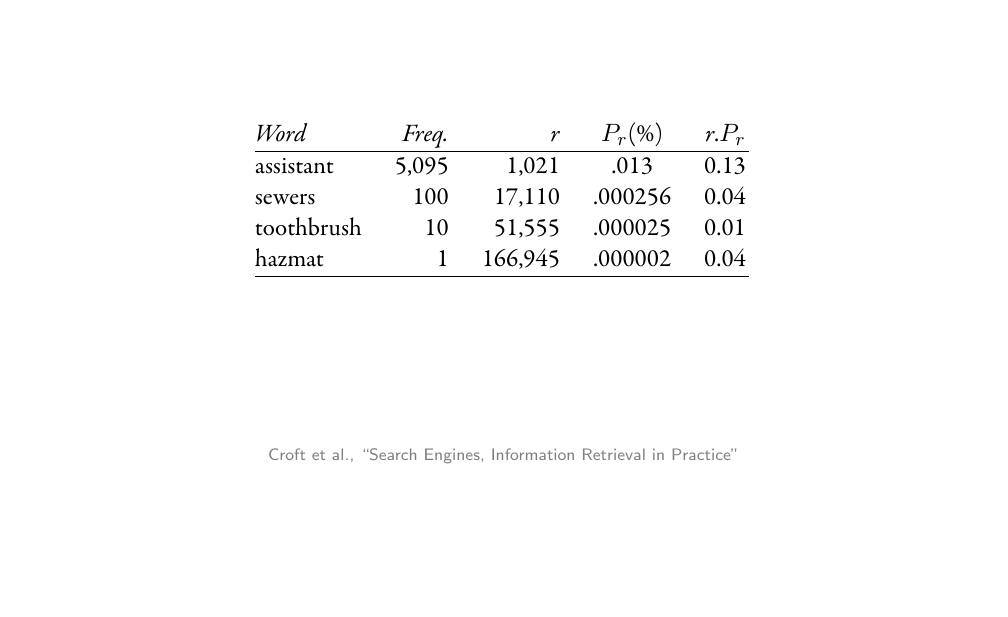 Word Freq. r Pr(%) r.Pr
assistant 5,095 1,021 .013 0.13
sewers 100 17,110 .000256 0.04
toothbrush 10 51,555 .000025 0.01
hazmat 1 166,945 .000002 0.04
Croft et al., “Search Engines, Information Retrieval in Practice”